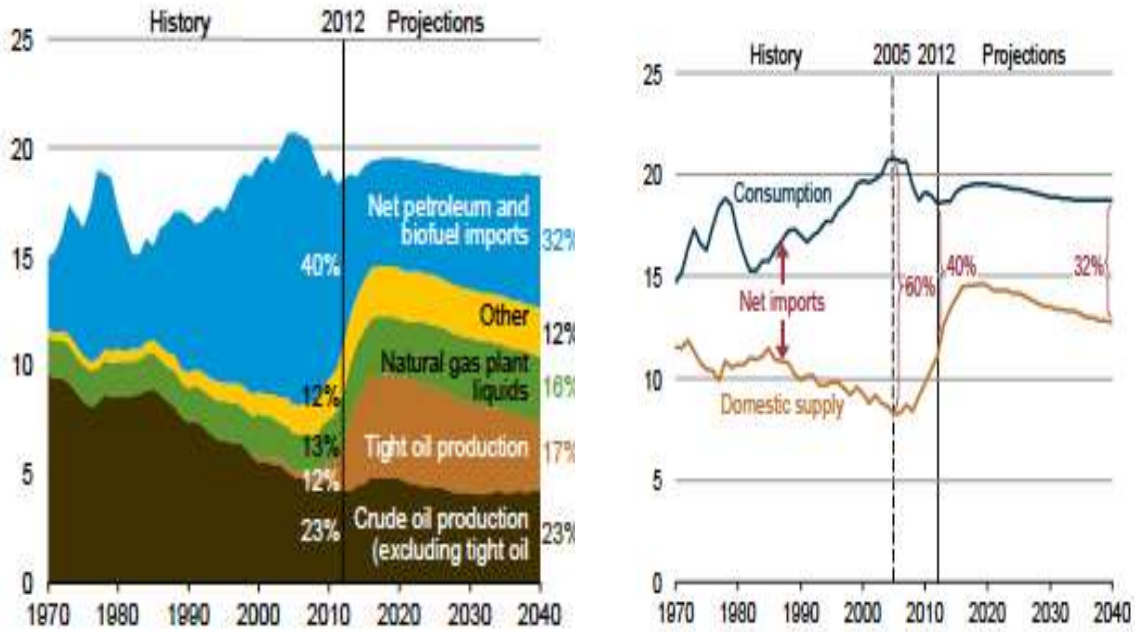 History 2012 Projections
25
20
15
10
5
0
Net petroleum and
biofuel imports
40%
32%
Other
12%
12%
Natural gas plant
liquids
13%
16%
Tight oil production
12%
17%
Crude oil production
(excluding tight oil
23%
23%
1970 1980 1990 2000 2010 2020 2030 2040
History 2005 2012 Projections
25
20
15
10
5
0
Consumption
Net imports
60%
40%
32%
Domestic supply
1970 1980 1990 2000 2010 2020 2030 2040